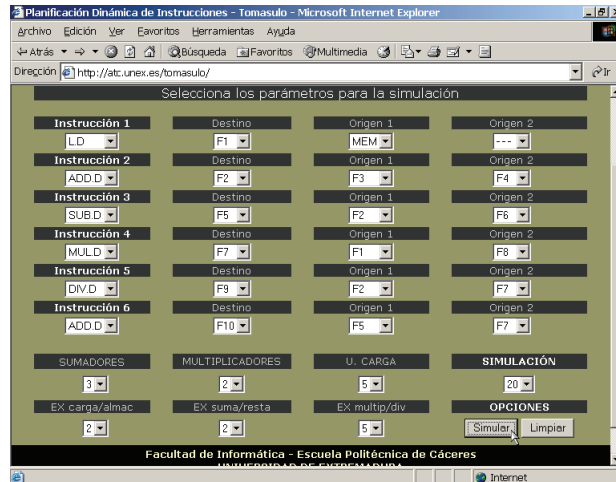 Planificación Dinámica de Instrucciones - Tomasulo - Microsoft Internet Explorer
Archivo Edición Ver Favoritos Herramientas Ayuda
Atrás Búsqueda Favoritos Multimedia
Dirección http://atc.unex.es/tomasulo/ Ir
Selecciona los parámetros para la simulación
Instrucción 1 Destino Origen 1 Origen 2
L.D F1 MEM ---
Instrucción 2 Destino Origen 1 Origen 2
ADD.D F2 F3 F4
Instrucción 3 Destino Origen 1 Origen 2
SUB.D F5 F2 F6
Instrucción 4 Destino Origen 1 Origen 2
MUL.D F7 F1 F8
Instrucción 5 Destino Origen 1 Origen 2
DIV.D F9 F2 F7
Instrucción 6 Destino Origen 1 Origen 2
ADD.D F10 F5 F7
SUMADORES MULTIPLICADORES U. CARGA SIMULACIÓN
3 2 5 20
EX carga/almac EX suma/resta EX multip/div OPCIONES
2 2 5 Simular Limpiar
Facultad de Informática - Escuela Politécnica de Cáceres
UNIVERSIDAD DE EXTREMADURA
Internet